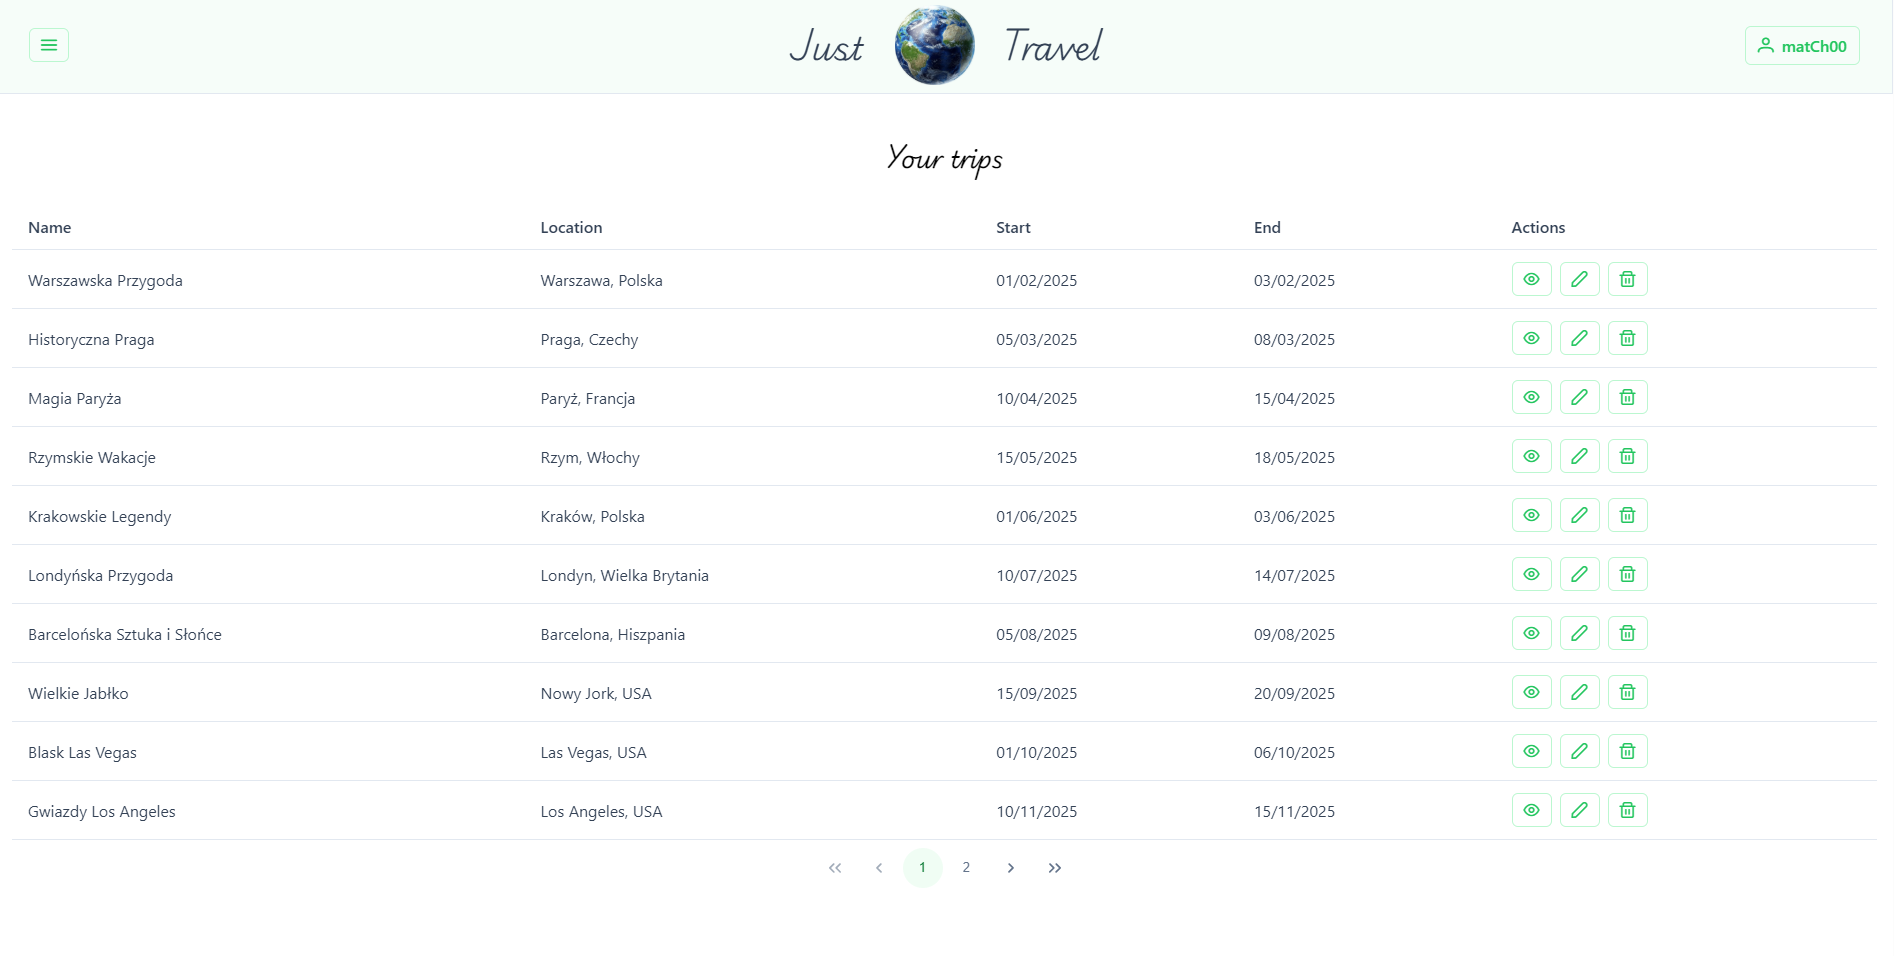 Just Travel
matCh00
Your trips
Name Location Start End Actions
Warszawska Przygoda Warszawa, Polska 01/02/2025 03/02/2025
Historyczna Praga Praga, Czechy 05/03/2025 08/03/2025
Magia Paryża Paryż, Francja 10/04/2025 15/04/2025
Rzymskie Wakacje Rzym, Włochy 15/05/2025 18/05/2025
Krakowskie Legendy Kraków, Polska 01/06/2025 03/06/2025
Londyńska Przygoda Londyn, Wielka Brytania 10/07/2025 14/07/2025
Barcelońska Sztuka i Słońce Barcelona, Hiszpania 05/08/2025 09/08/2025
Wielkie Jabłko Nowy Jork, USA 15/09/2025 20/09/2025
Blask Las Vegas Las Vegas, USA 01/10/2025 06/10/2025
Gwiazdy Los Angeles Los Angeles, USA 10/11/2025 15/11/2025
1 2